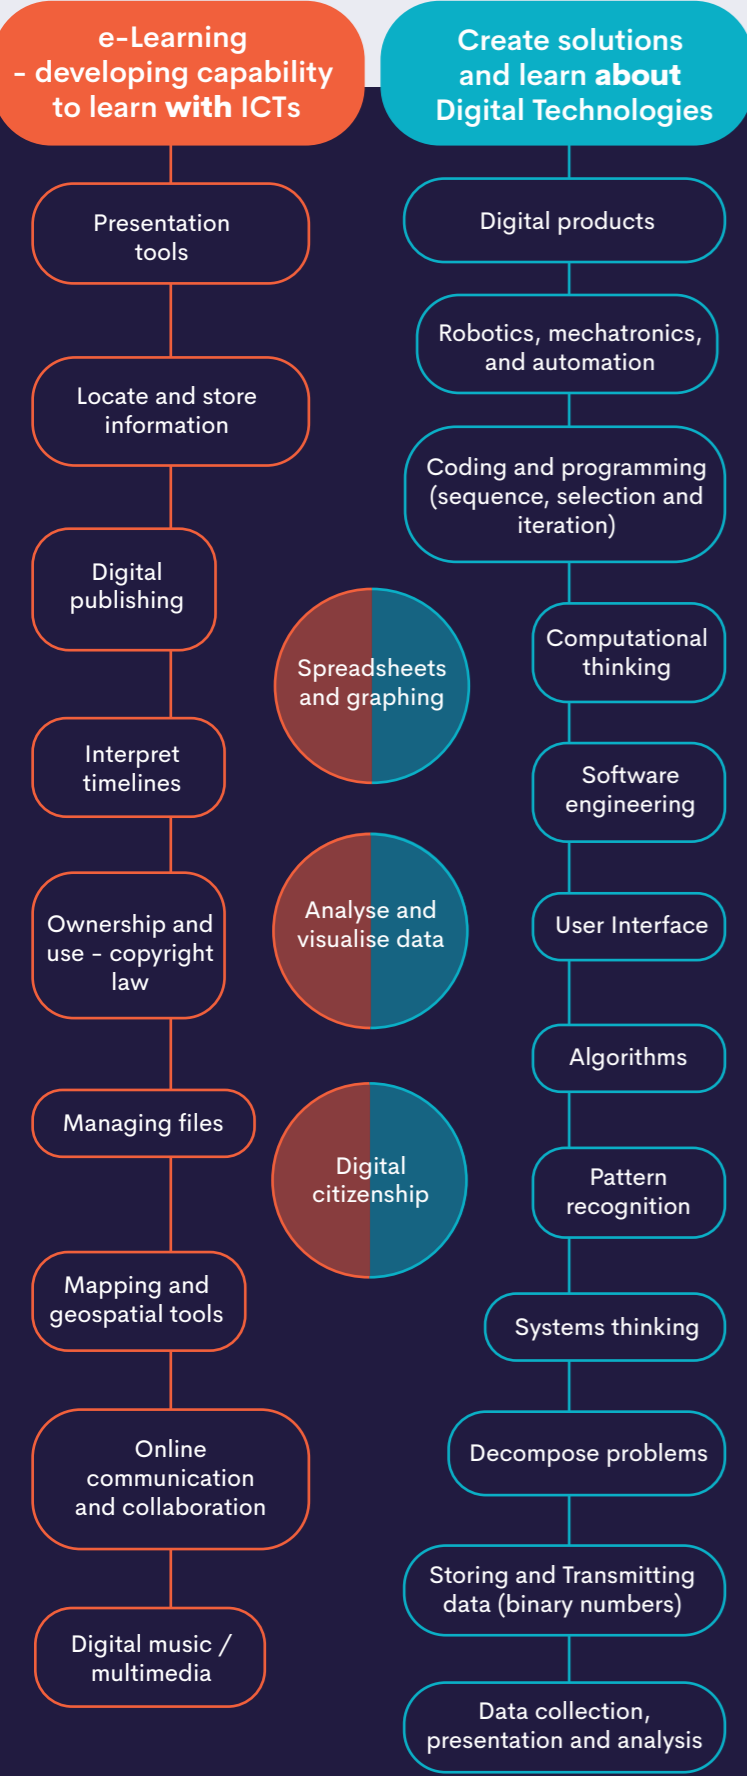 e-Learning
- developing capability
to learn with ICTs
Presentation
tools
Locate and store
information
Digital
publishing
Interpret
timelines
Ownership and
use - copyright
law
Managing files
Mapping and
geospatial tools
Online
communication
and collaboration
Digital music /
multimedia
Spreadsheets
and graphing
Analyse and
visualise data
Digital
citizenship
Create solutions
and learn about
Digital Technologies
Digital products
Robotics, mechatronics,
and automation
Coding and programming
(sequence, selection and
iteration)
Computational
thinking
Software
engineering
User Interface
Algorithms
Pattern
recognition
Systems thinking
Decompose problems
Storing and Transmitting
data (binary numbers)
Data collection,
presentation and analysis